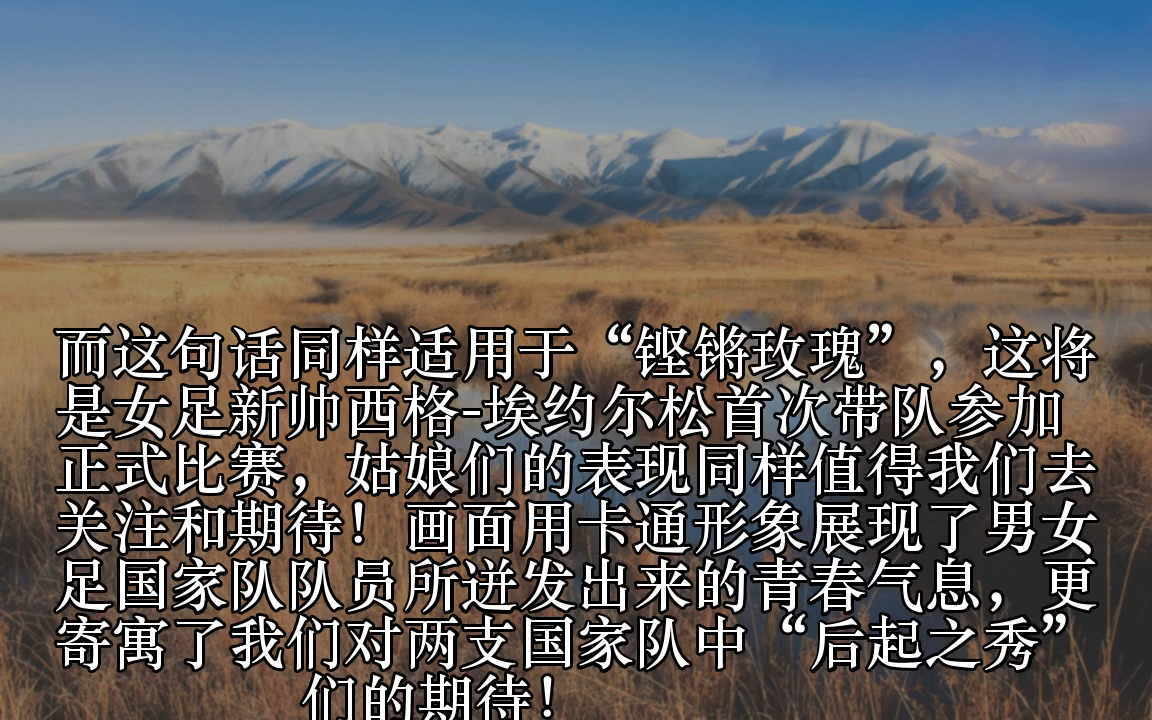 而这句话同样适用于“铿锵玫瑰”，这将
是女足新帅西格-埃约尔松首次带队参加
正式比赛，姑娘们的表现同样值得我们去
关注和期待！画面用卡通形象展现了男女
足国家队队员所迸发出来的青春气息，更
寄寓了我们对两支国家队中“后起之秀”
们的期待！